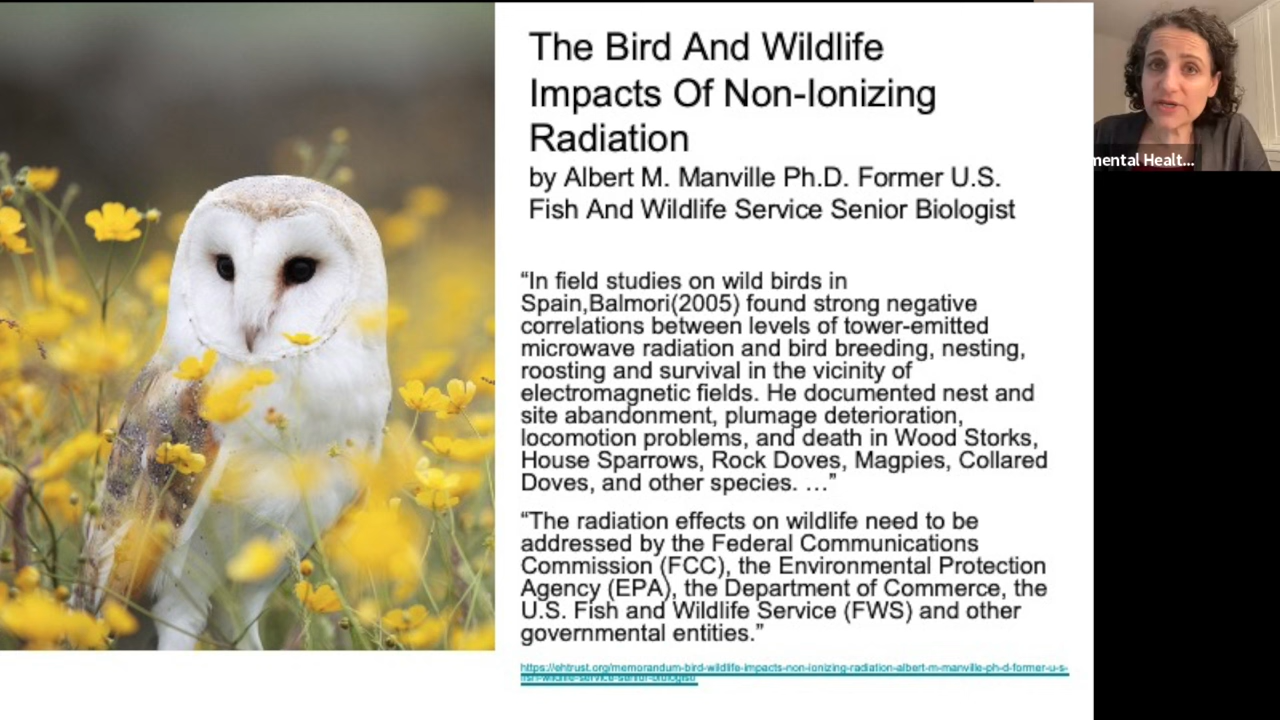 The Bird And Wildlife
Impacts Of Non-Ionizing
Radiation
by Albert M. Manville Ph.D. Former U.S.
Fish And Wildlife Service Senior Biologist
“In field studies on wild birds in
Spain,Balmori(2005) found strong negative
correlations between levels of tower-emitted
microwave radiation and bird breeding, nesting,
roosting and survival in the vicinity of
electromagnetic fields. He documented nest and
site abandonment, plumage deterioration,
locomotion problems, and death in Wood Storks,
House Sparrows, Rock Doves, Magpies, Collared
Doves, and other species. …”
“The radiation effects on wildlife need to be
addressed by the Federal Communications
Commission (FCC), the Environmental Protection
Agency (EPA), the Department of Commerce, the
U.S. Fish and Wildlife Service (FWS) and other
governmental entities.”
https://ehtrust.org/memorandum-bird-wildlife-impacts-non-ionizing-radiation-albert-m-manville-ph-d-former-u-s-
fish-wildlife-service-senior-biologist/
mental Healt...